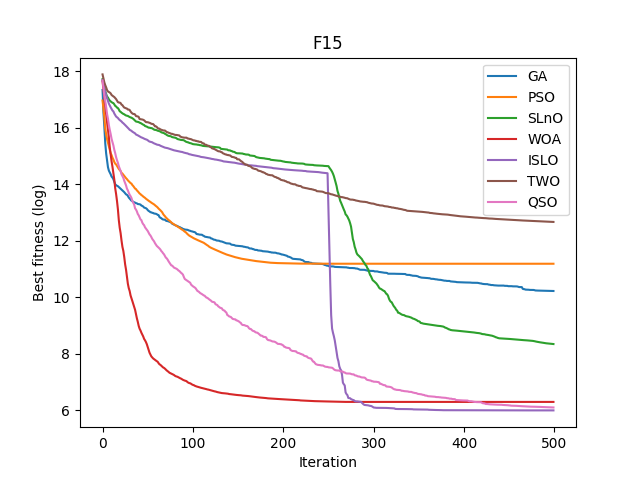 F15
Best fitness (log)
18
16
14
12
10
8
6
0
100
200
300
400
500
Iteration
GA
PSO
SLnO
WOA
ISLO
TWO
QSO